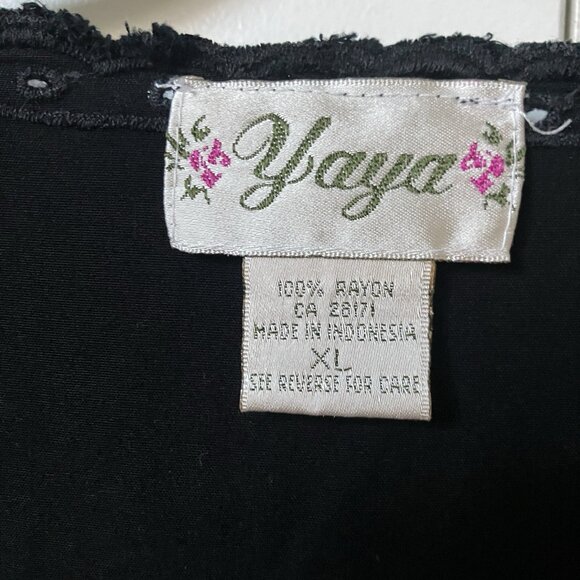 Yaya
100% RAYON
CA 28171
MADE IN INDONESIA
XL
SEE REVERSE FOR CARE